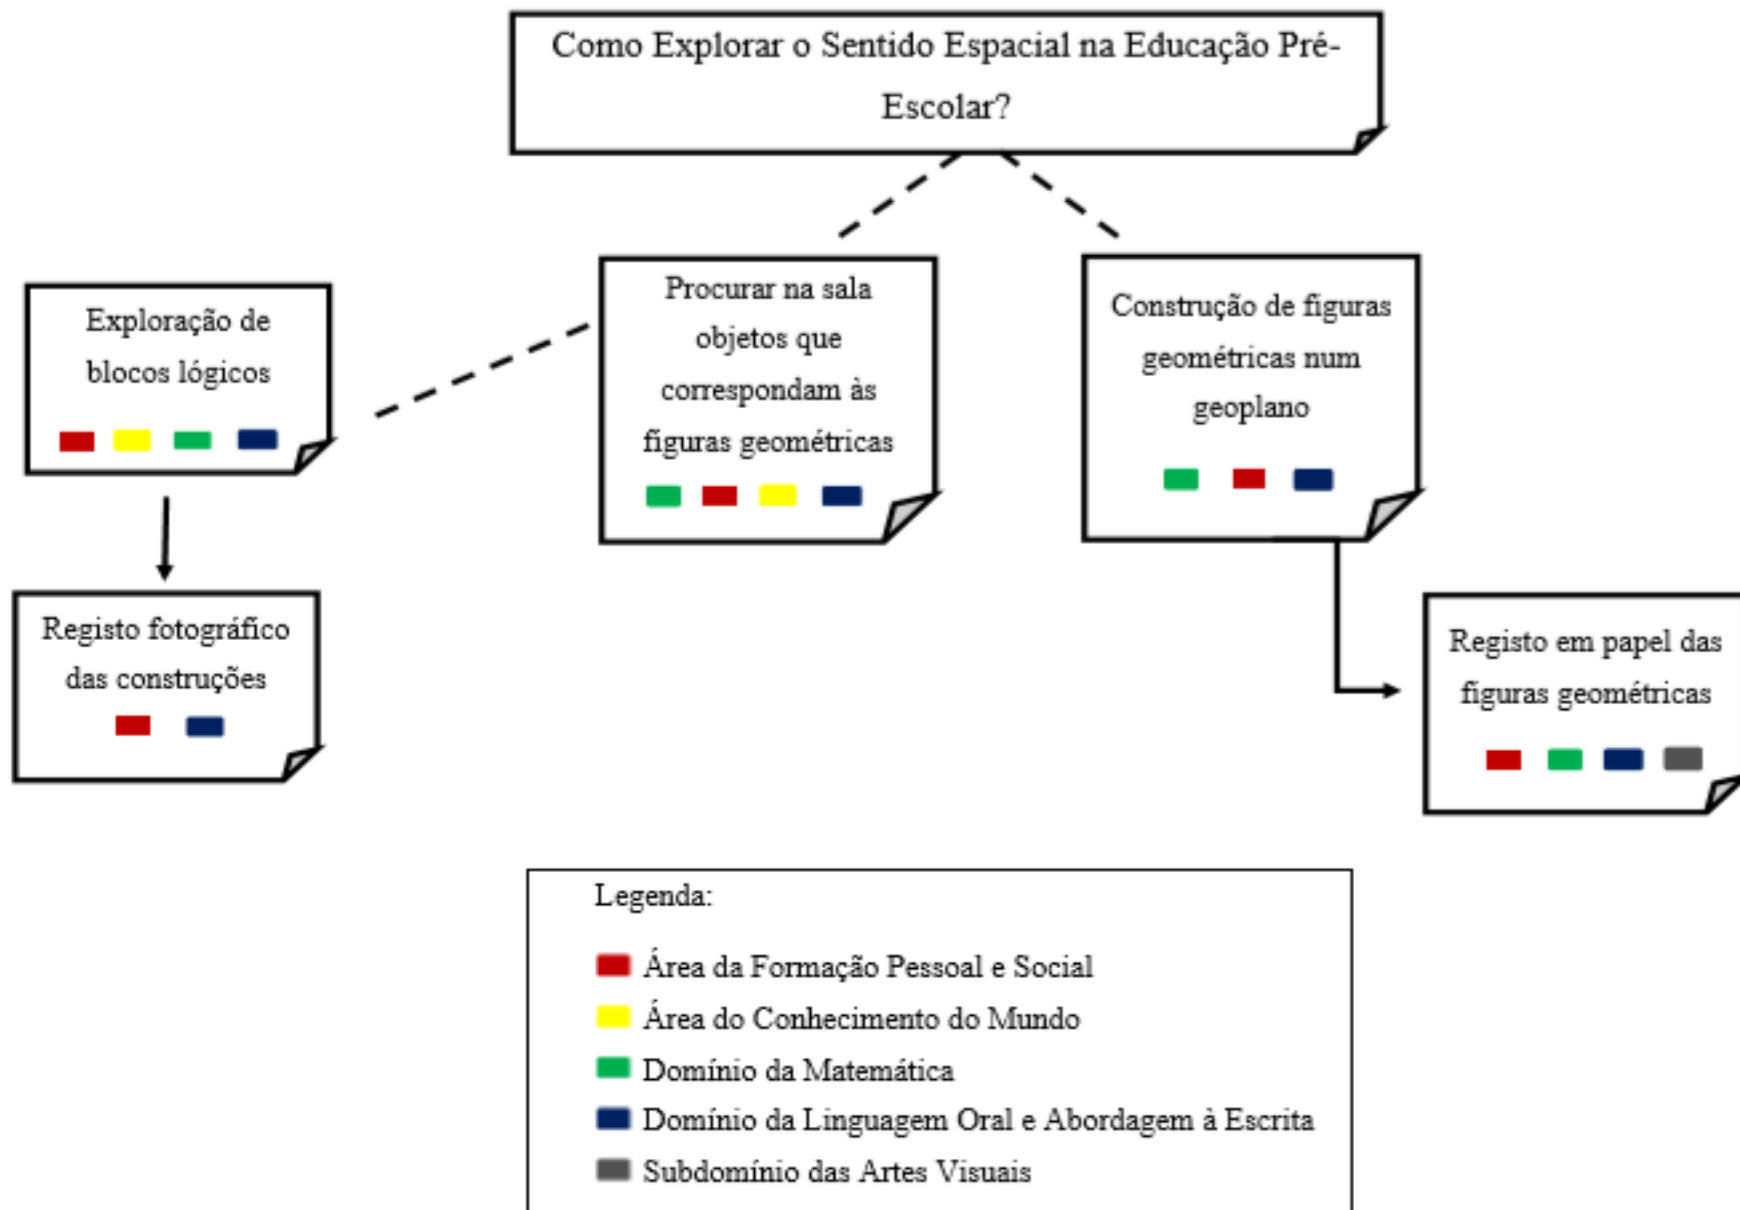 Como Explorar o Sentido Espacial na Educação Pré-
Escolar?
Exploração de
blocos lógicos
Procurar na sala
objetos que
correspondam às
figuras geométricas
Construção de figuras
geométricas num
geoplano
Registo fotográfico
das construções
Registo em papel das
figuras geométricas
Legenda:
Área da Formação Pessoal e Social
Área do Conhecimento do Mundo
Domínio da Matemática
Domínio da Linguagem Oral e Abordagem à Escrita
Subdomínio das Artes Visuais